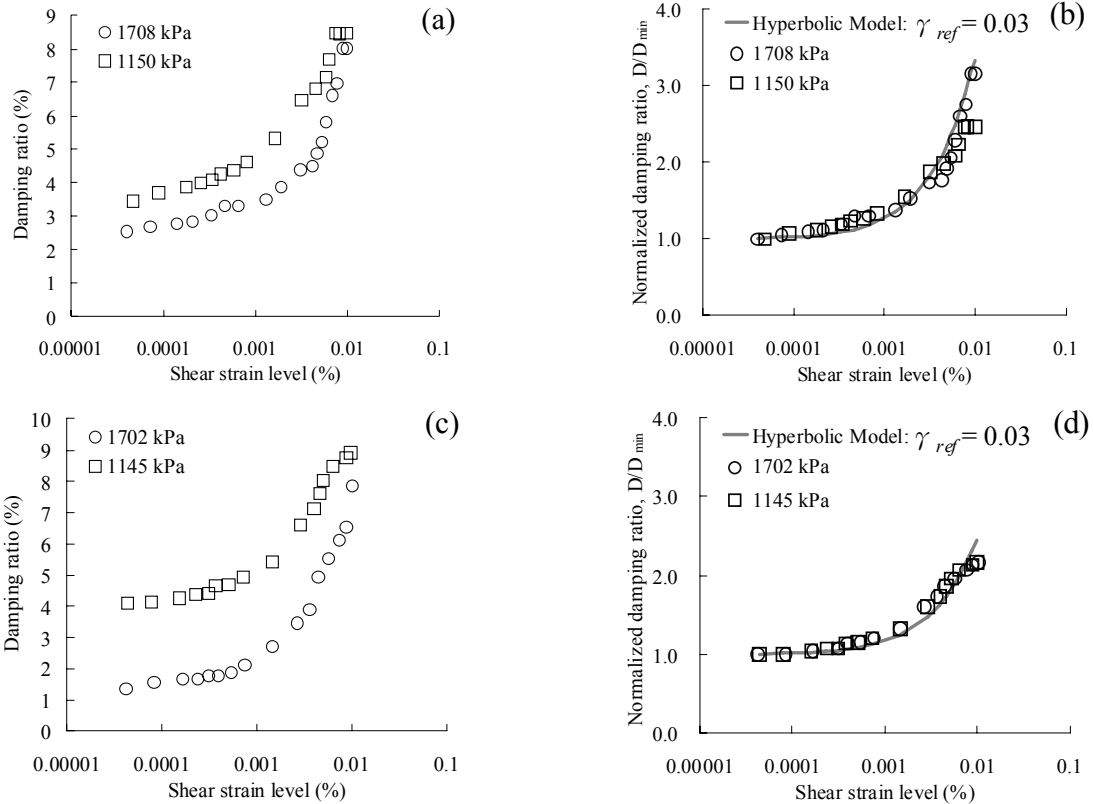 (a)
1708 kPa
1150 kPa
Damping ratio (%)
9
8
7
6
5
4
3
2
1
0
0.00001
0.0001
0.001
0.01
0.1
Shear strain level (%)
(b)
Hyperbolic Model: γ ref = 0.03
1708 kPa
1150 kPa
Normalized damping ratio, D/Dmin
4.0
3.0
2.0
1.0
0.0
0.00001
0.0001
0.001
0.01
0.1
Shear strain level (%)
(c)
1702 kPa
1145 kPa
Damping ratio (%)
10
9
8
7
6
5
4
3
2
1
0
0.00001
0.0001
0.001
0.01
0.1
Shear strain level (%)
(d)
Hyperbolic Model: γ ref = 0.03
1702 kPa
1145 kPa
Normalized damping ratio, D/Dmin
4.0
3.0
2.0
1.0
0.0
0.00001
0.0001
0.001
0.01
0.1
Shear strain level (%)